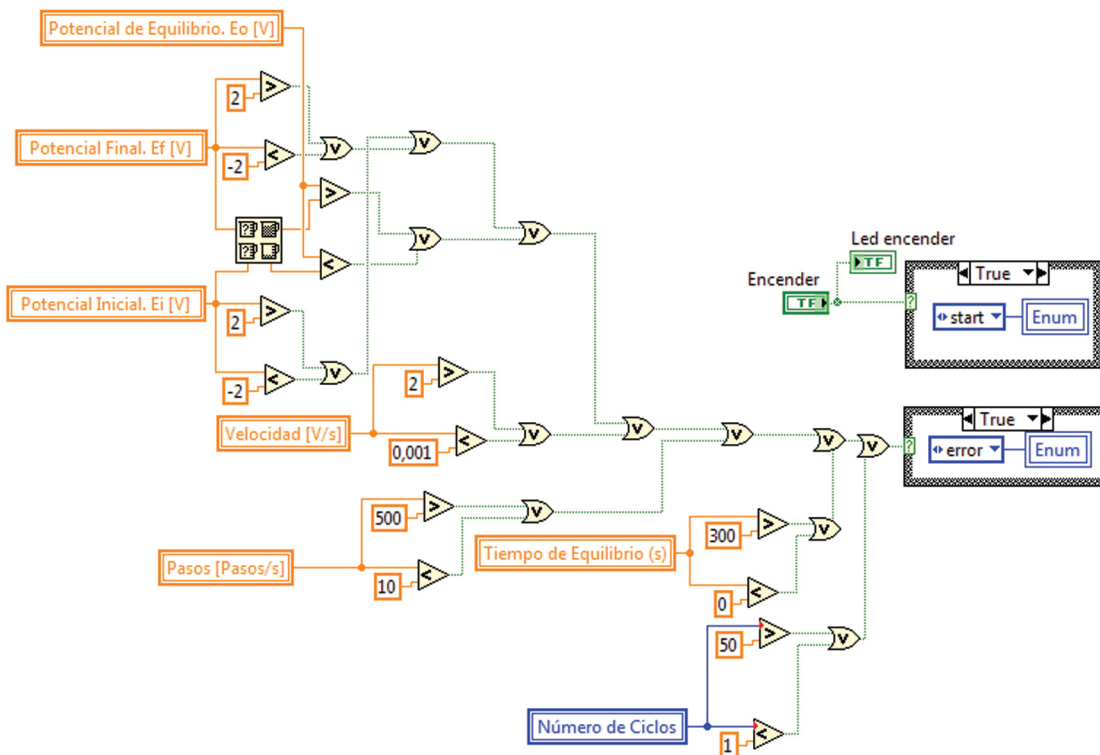 Potencial de Equilibrio. Eo [V]
>
2
Potencial Final. Ef [V]
<
-2
v
v
>
v
v
<
Potencial Inicial. Ei [V]
>
2
<
-2
v
Led encender
TF
Encender
TF
True
?
start
Enum
>
2
Velocidad [V/s]
<
0,001
v
v
v
v
v
True
?
error
Enum
>
500
v
Pasos [Pasos/s]
<
10
>
300
v
Tiempo de Equilibrio (s)
<
0
>
50
v
Número de Ciclos
<
1